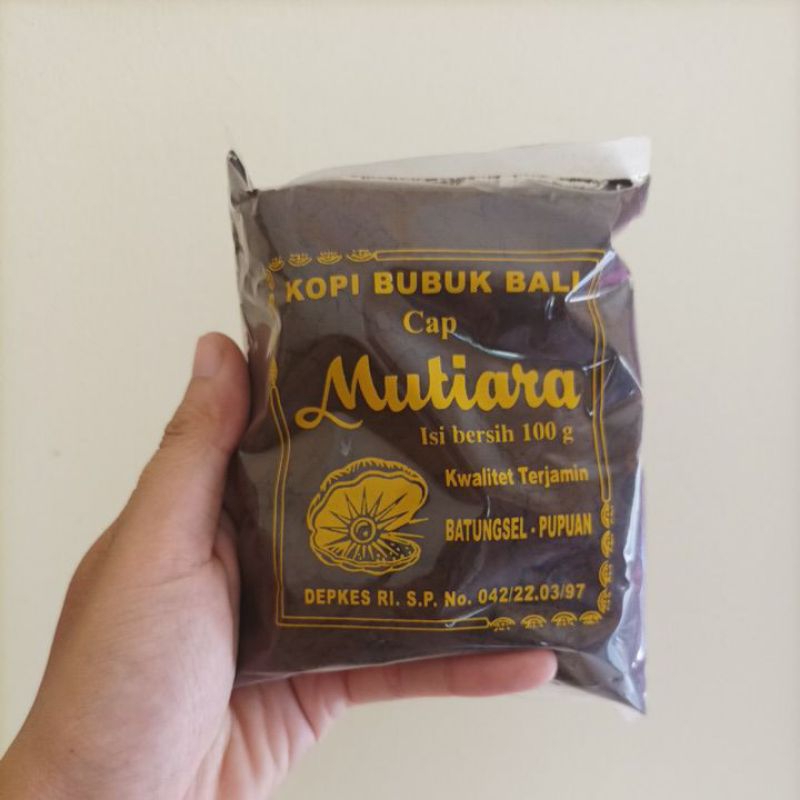 KOPI BUBUK BALI
Cap
Mutiara
Isi bersih 100 g
Kwalitet Terjamin
BATUNGSEL - PUPUAN
DEPKES RI. S.P. No. 042/22.03/97